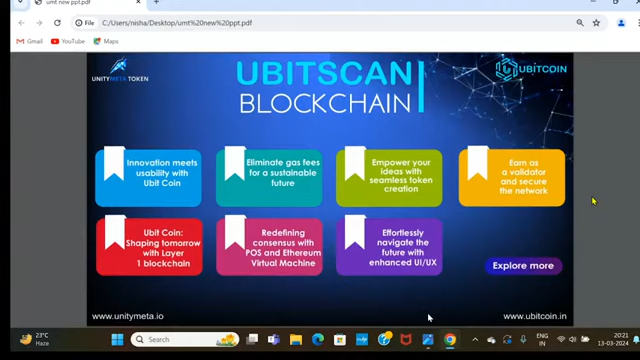 umt new ppt.pdf
File
C:/Users/nisha/Desktop/umt%20new%20ppt.pdf
Gmail
YouTube
Maps
UNITYMETA TOKEN
UBITSCAN
BLOCKCHAIN
UBITCOIN
Innovation meets
usability with
Ubit Coin
Eliminate gas fees
for a sustainable
future
Empower your
ideas with
seamless token
creation
Earn as
a validator
and secure
the network
Ubit Coin:
Shaping tomorrow
with Layer
1 blockchain
Redefining
consensus with
POS and Ethereum
Virtual Machine
Effortlessly
navigate the
future with
enhanced UI/UX
Explore more
www.unitymeta.io
www.ubitcoin.in
23°C
Haze
Search
ENG
IN
20:21
13-03-2024